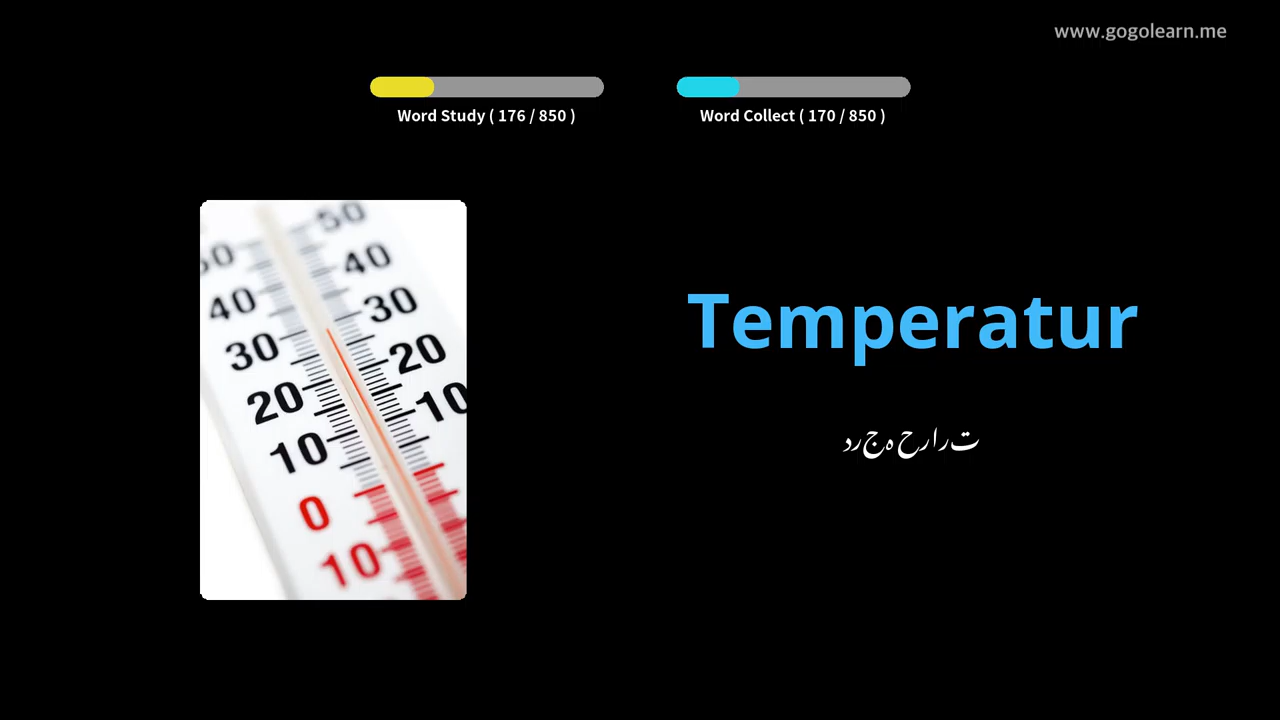 www.gogolearn.me
Word Study ( 176 / 850 )
Word Collect ( 170 / 850 )
50
50
40
40
30
30
20
20
10
10
0
10
Temperatur
درجہ حرارت